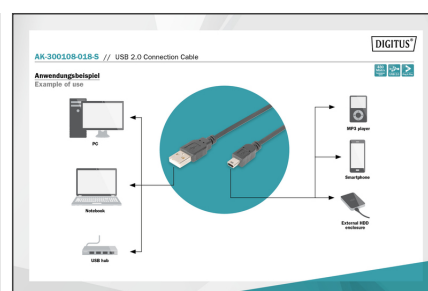 DIGITUS®
AK-300108-018-S // USB 2.0 Connection Cable
Anwendungsbeispiel
Example of use
PC
MP3 player
Smartphone
Notebook
External HDD
enclosure
USB hub